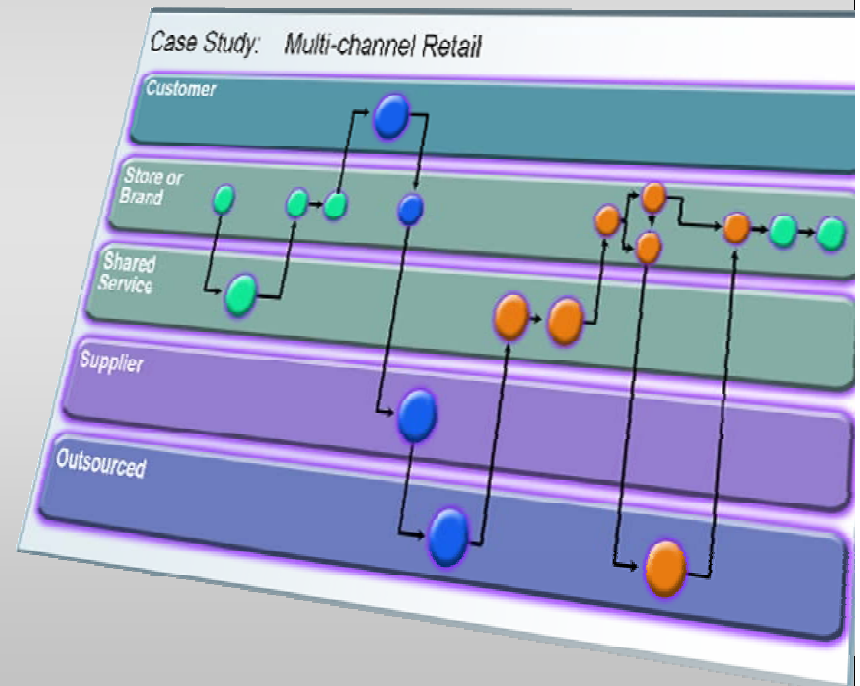 Case Study: Multi-channel Retail
Customer
Store or
Brand
Shared
Service
Supplier
Outsourced